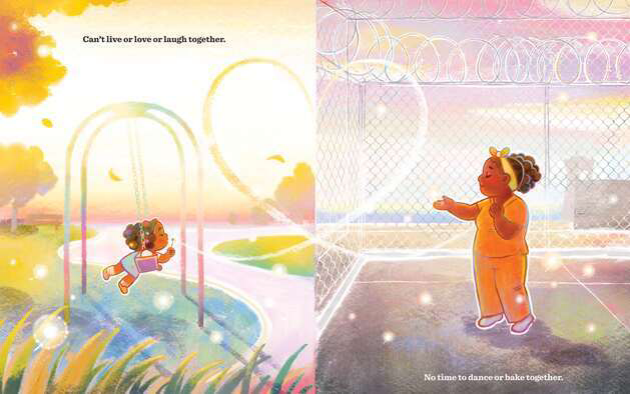 Can't live or love or laugh together.
No time to dance or bake together.